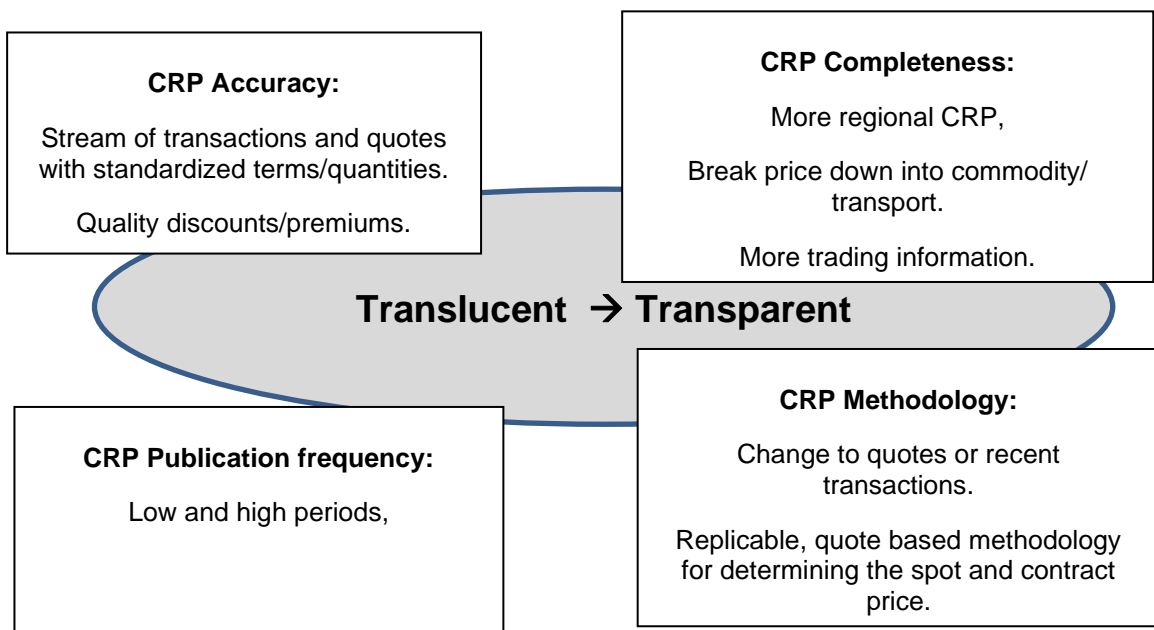 CRP Accuracy:
Stream of transactions and quotes
with standardized terms/quantities.
Quality discounts/premiums.
CRP Completeness:
More regional CRP,
Break price down into commodity/
transport.
More trading information.
Translucent → Transparent
CRP Publication frequency:
Low and high periods,
CRP Methodology:
Change to quotes or recent
transactions.
Replicable, quote based methodology
for determining the spot and contract
price.